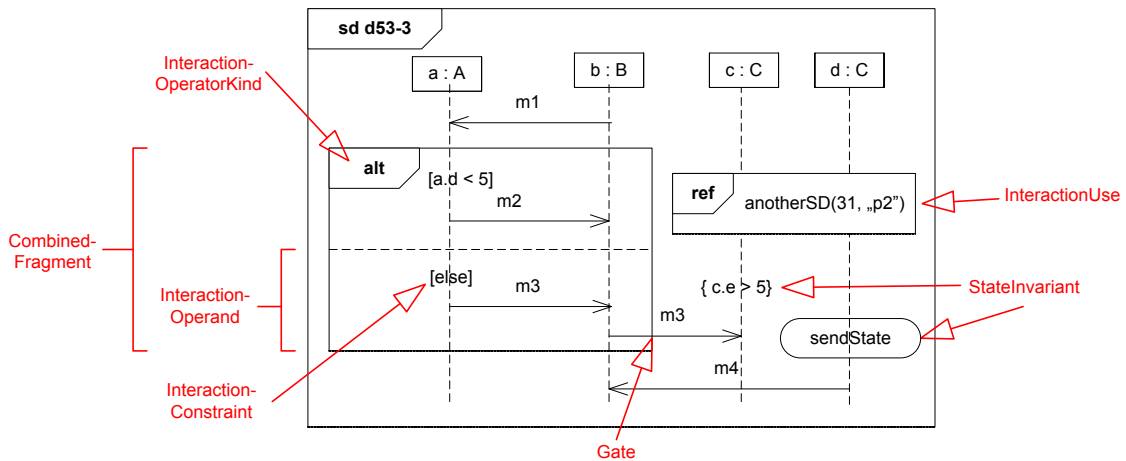 sd d53-3
Interaction-
OperatorKind
a : A
b : B
c : C
d : C
m1
alt
[a.d < 5]
ref
anotherSD(31, „p2”)
InteractionUse
m2
Combined-
Fragment
[else]
{ c.e > 5}
StateInvariant
Interaction-
Operand
m3
m3
sendState
m4
Interaction-
Constraint
Gate